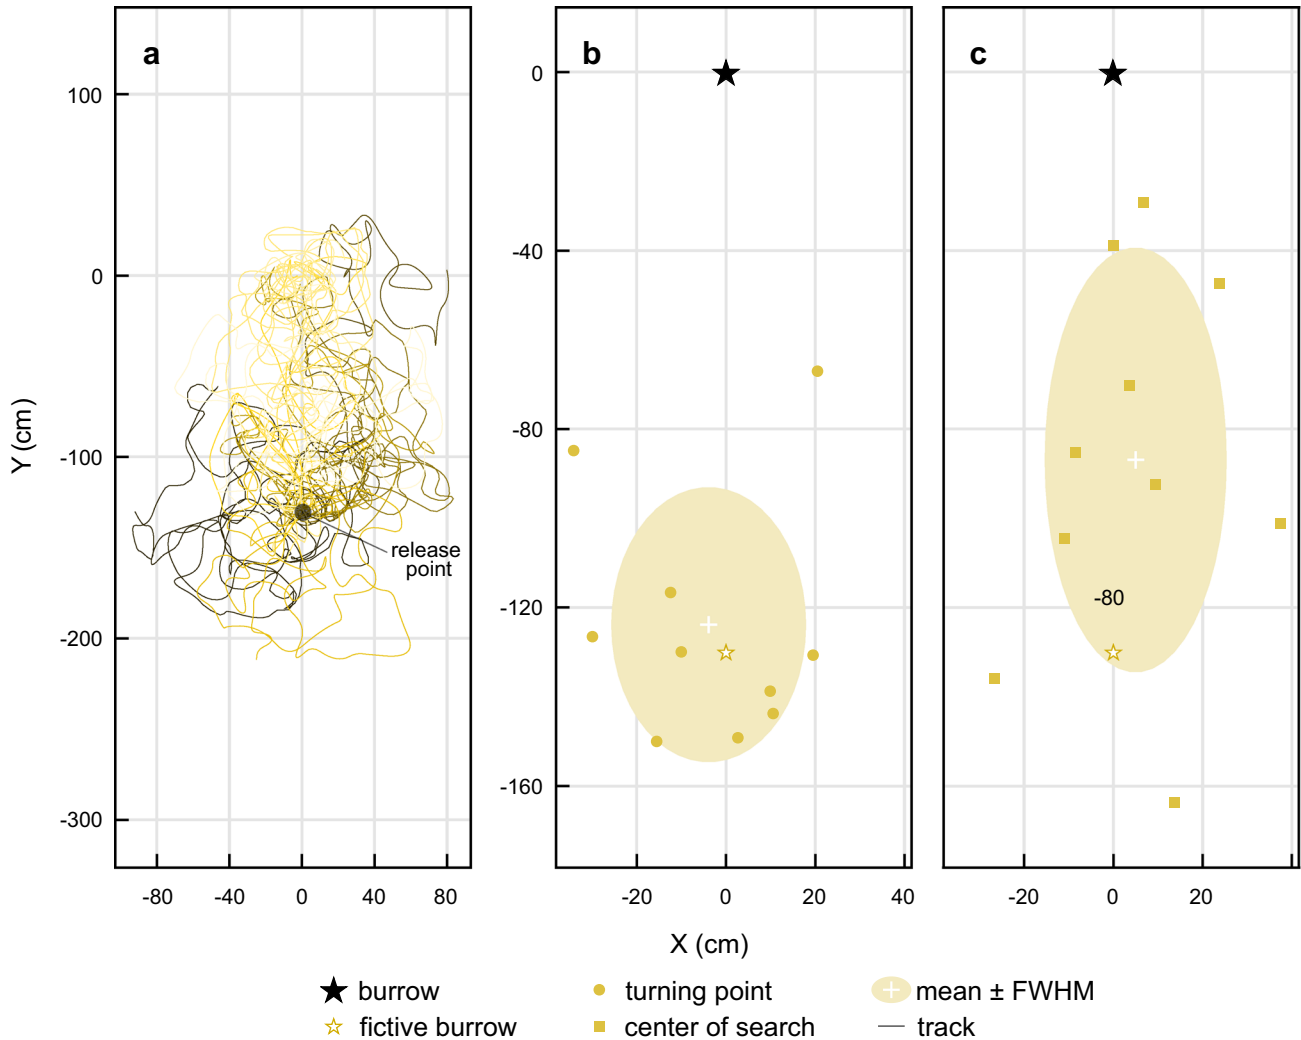 a
b
c
100
0
-100
-200
-300
Y (cm)
release
point
-80
-40
0
40
80
0
-40
-80
-120
-160
-20
0
20
40
-80
-20
0
20
X (cm)
burrow
turning point
mean ± FWHM
fictive burrow
center of search
track